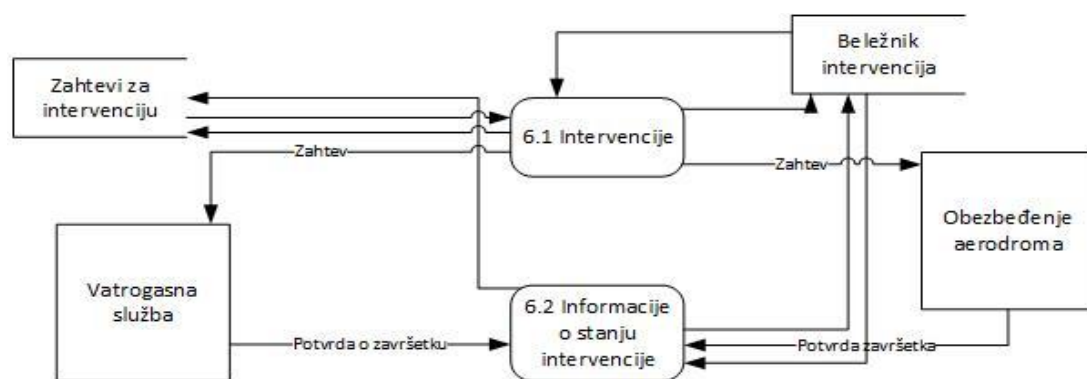 Beležnik
intervencija
Zahtevi za
intervenciju
6.1 Intervencije
Zahtev
Zahtev
Obezbeđenje
aerodroma
Vatrogasna
služba
6.2 Informacije
o stanju
intervencije
Potvrda o završetku
Potvrda završetka